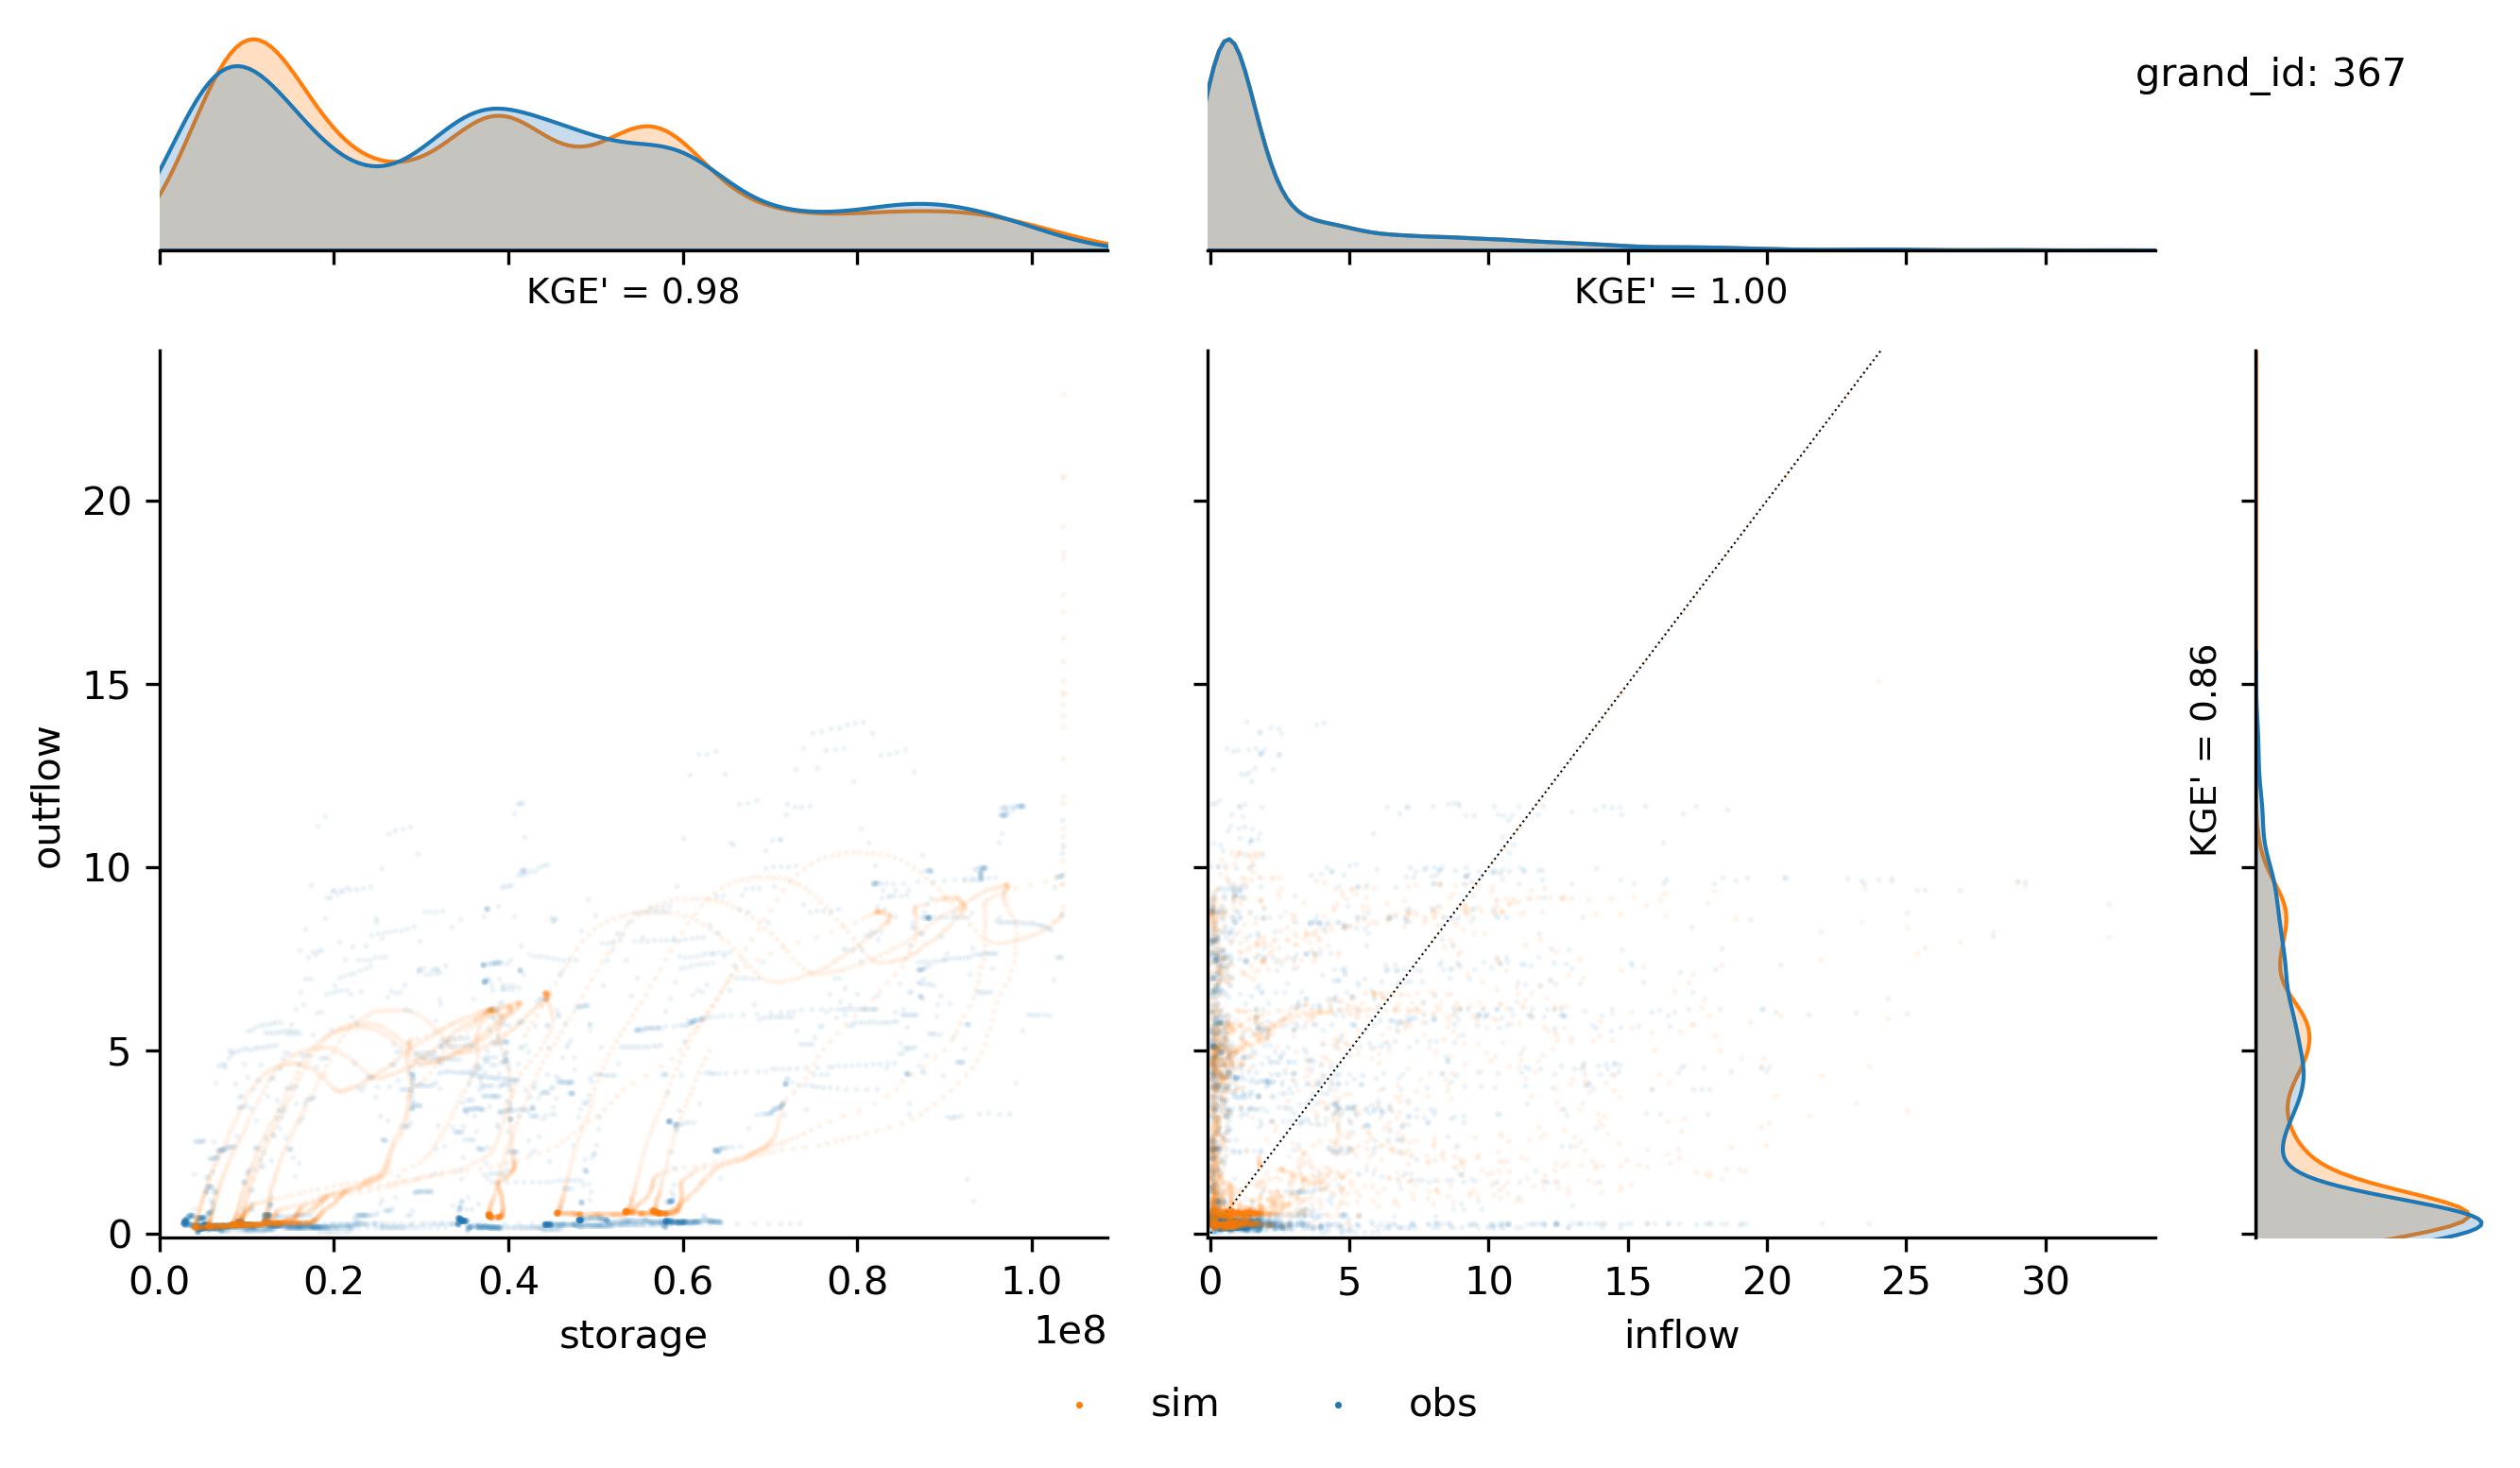 grand_id: 367
KGE' = 0.98
KGE' = 1.00
outflow
20
15
10
5
0
KGE' = 0.86
0.0 0.2 0.4 0.6 0.8 1.0
1e8
storage
0 5 10 15 20 25 30
inflow
sim obs